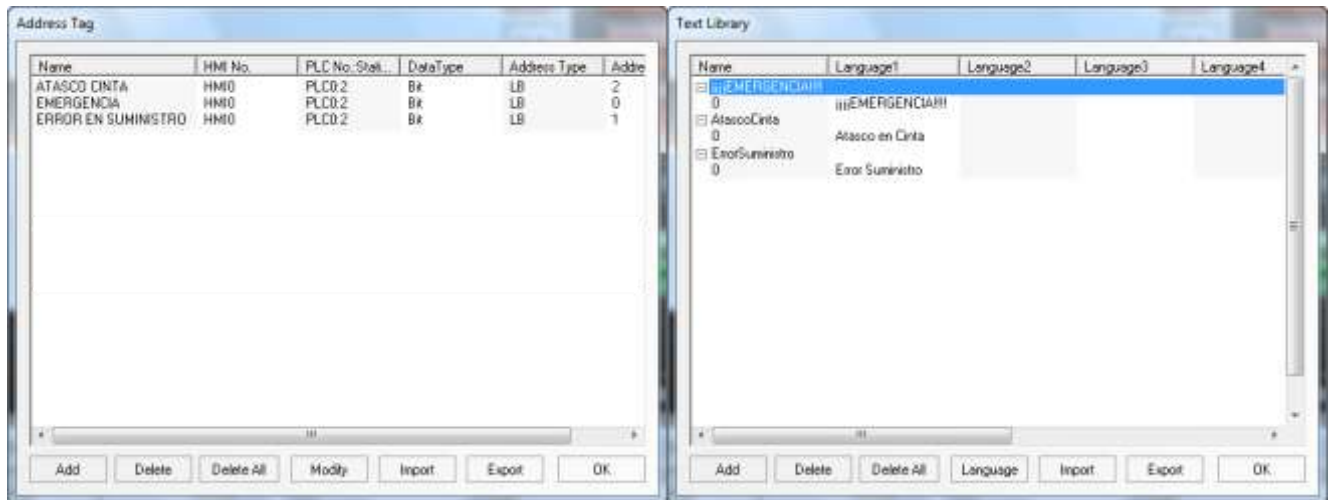 Address Tag
Name HMI No. PLC No.:Stati... DataType Address Type Addre
ATASCO CINTA HMI0 PLC0:2 Bit LB 2
EMERGENCIA HMI0 PLC0:2 Bit LB 0
ERROR EN SUMINISTRO HMI0 PLC0:2 Bit LB 1
Add Delete Delete All Modify Import Export OK
Text Library
Name Language1 Language2 Language3 Language4
¡¡¡¡EMERGENCIA!!!!
0 ¡¡¡¡EMERGENCIA!!!!
AtascoCinta
0 Atasco en Cinta
ErrorSuministro
0 Error Suministro
Add Delete Delete All Language Import Export OK